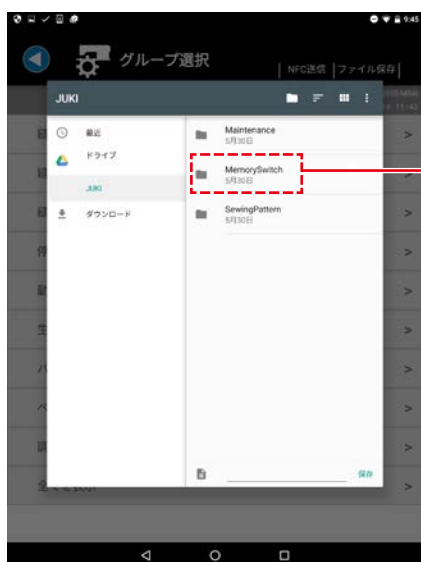 9:45
グループ選択
NFC送信
ファイル保存
JUKI
最近
ドライブ
JUKI
ダウンロード
Maintenance
5月30日
MemorySwitch
5月30日
SewingPattern
5月30日
保存